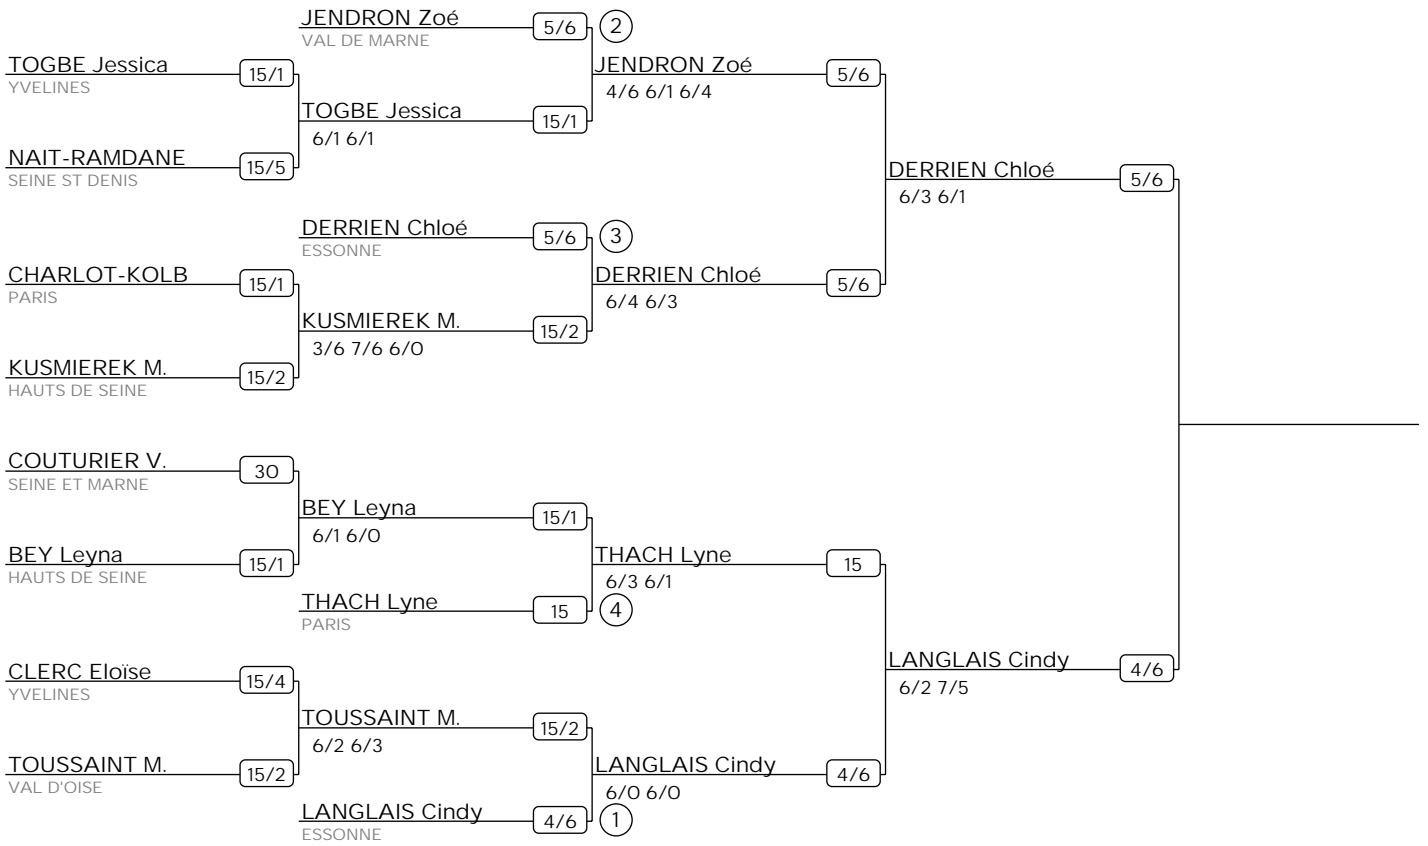 JENDRON Zoé
5/6
2
VAL DE MARNE
TOGBE Jessica
15/1
YVELINES
JENDRON Zoé
5/6
4/6 6/1 6/4
TOGBE Jessica
15/1
6/1 6/1
NAIT-RAMDANE
15/5
SEINE ST DENIS
DERRIEN Chloé
5/6
6/3 6/1
DERRIEN Chloé
5/6
3
ESSONNE
CHARLOT-KOLB
15/1
PARIS
DERRIEN Chloé
5/6
6/4 6/3
KUSMIEREK M.
15/2
3/6 7/6 6/0
KUSMIEREK M.
15/2
HAUTS DE SEINE
COUTURIER V.
30
SEINE ET MARNE
BEY Leyna
15/1
6/1 6/0
BEY Leyna
15/1
HAUTS DE SEINE
THACH Lyne
15
6/3 6/1
THACH Lyne
15
4
PARIS
CLERC Eloïse
15/4
YVELINES
LANGLAIS Cindy
4/6
6/2 7/5
TOUSSAINT M.
15/2
6/2 6/3
TOUSSAINT M.
15/2
VAL D'OISE
LANGLAIS Cindy
4/6
6/0 6/0
LANGLAIS Cindy
4/6
1
ESSONNE